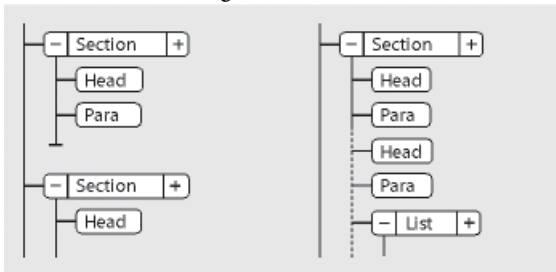 − Section +
Head
Para
− Section +
Head
− Section +
Head
Para
Head
Para
− List +